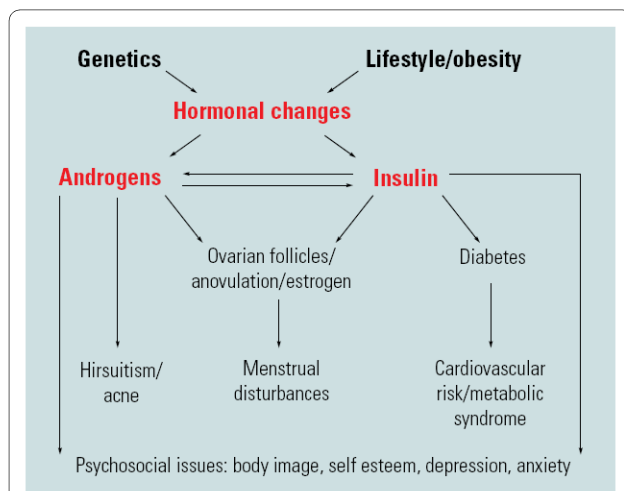 Genetics
Lifestyle/obesity
Hormonal changes
Androgens
Insulin
Ovarian follicles/
anovulation/estrogen
Diabetes
Hirsuitism/
acne
Menstrual
disturbances
Cardiovascular
risk/metabolic
syndrome
Psychosocial issues: body image, self esteem, depression, anxiety